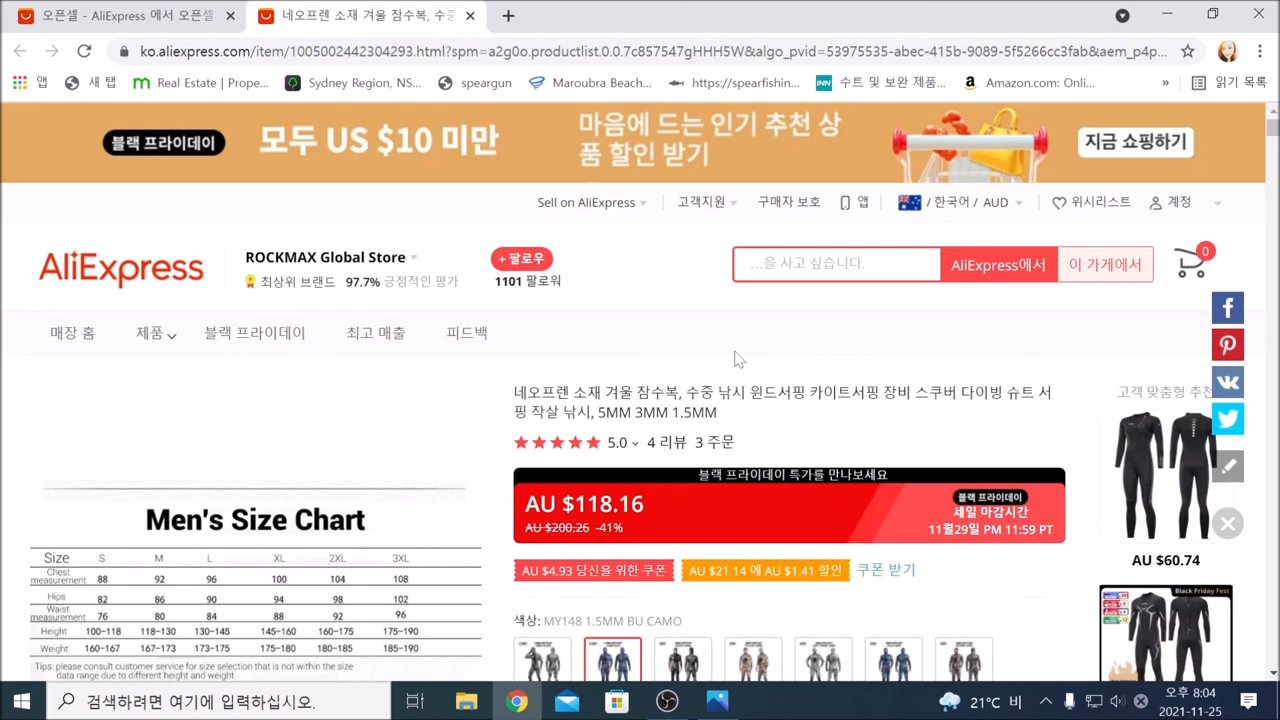 오픈셀 - AliExpress 에서 오픈셀
네오프렌 소재 겨울 잠수복, 수중
ko.aliexpress.com/item/1005002442304293.html?spm=a2g0o.productlist.0.0.7c857547gHHH5W&algo_pvid=53975535-abec-415b-9089-5f5266cc3fab&aem_p4p...
앱 새 탭 Real Estate | Prope... Sydney Region, NS... speargun Maroubra Beach... https://spearfishin... 수트 및 보완 제품... Amazon.com: Onli... » 읽기 목록
블랙 프라이데이
모두 US $10 미만
마음에 드는 인기 추천 상
품 할인 받기
지금 쇼핑하기
Sell on AliExpress 고객지원 구매자 보호 앱 / 한국어 / AUD 위시리스트 계정
AliExpress
ROCKMAX Global Store
최상위 브랜드 97.7% 긍정적인 평가
+ 팔로우
1101 팔로워
...을 사고 싶습니다.
AliExpress에서
이 가게에서
0
매장 홈 제품 블랙 프라이데이 최고 매출 피드백
네오프렌 소재 겨울 잠수복, 수중 낚시 윈드서핑 카이트서핑 장비 스쿠버 다이빙 슈트 서
핑 작살 낚시, 5MM 3MM 1.5MM
5.0 4 리뷰 3 주문
블랙 프라이데이 특가를 만나보세요
AU $118.16
AU $200.26 -41%
블랙 프라이데이
세일 마감시간
11월29일 PM 11:59 PT
AU $4.93 당신을 위한 쿠폰
AU $21.14 에 AU $1.41 할인
쿠폰 받기
색상: MY148 1.5MM BU CAMO
Men's Size Chart
Size S M L XL 2XL 3XL
Chest measurement 88 92 96 100 104 108
Hips 82 86 90 94 98 102
Waist measurement 76 80 84 88 92 96
Height 100-118 118-130 130-145 145-160 160-175 175-190
Weight 160-167 167-173 173-175 175-180 180-185 185-190
Tips: please consult customer service for size selection that is not within the size
data range due to different height and weight
고객 맞춤형 추천
AU $60.74
Black Friday Fest
검색하려면 여기에 입력하십시오.
21°C 비
오후 8:04
2021-11-25